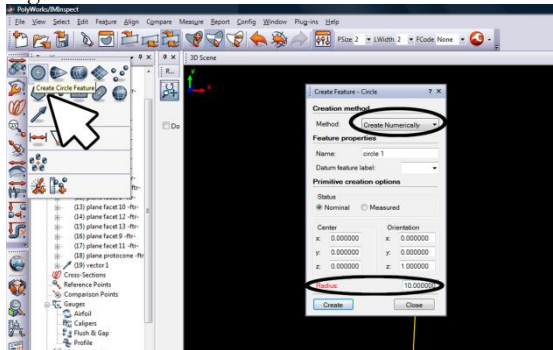 PolyWorks/IMInspect
File View Select Edit Feature Align Compare Measure Report Config Window Plug-ins Help
PSize 2 LWidth 2 FCode None
R...
3D Scene
Create Circle Feature
Do
(13) plane facet 10 -ftr-
(14) plane facet 12 -ftr-
(15) plane facet 13 -ftr-
(16) plane facet 9 -ftr-
(17) plane facet 11 -ftr-
(18) plane protocone -ftr
(19) vector 1
Cross-Sections
Reference Points
Comparison Points
Gauges
Airfoil
Calipers
Flush & Gap
Profile
Create Feature - Circle ? X
Creation method
Method: Create Numerically
Feature properties
Name: circle 1
Datum feature label:
Primitive creation options
Status
Nominal Measured
Center Orientation
x: 0.000000 x: 0.000000
y: 0.000000 y: 0.000000
z: 0.000000 z: 1.000000
Radius: 10.000000
Create Close